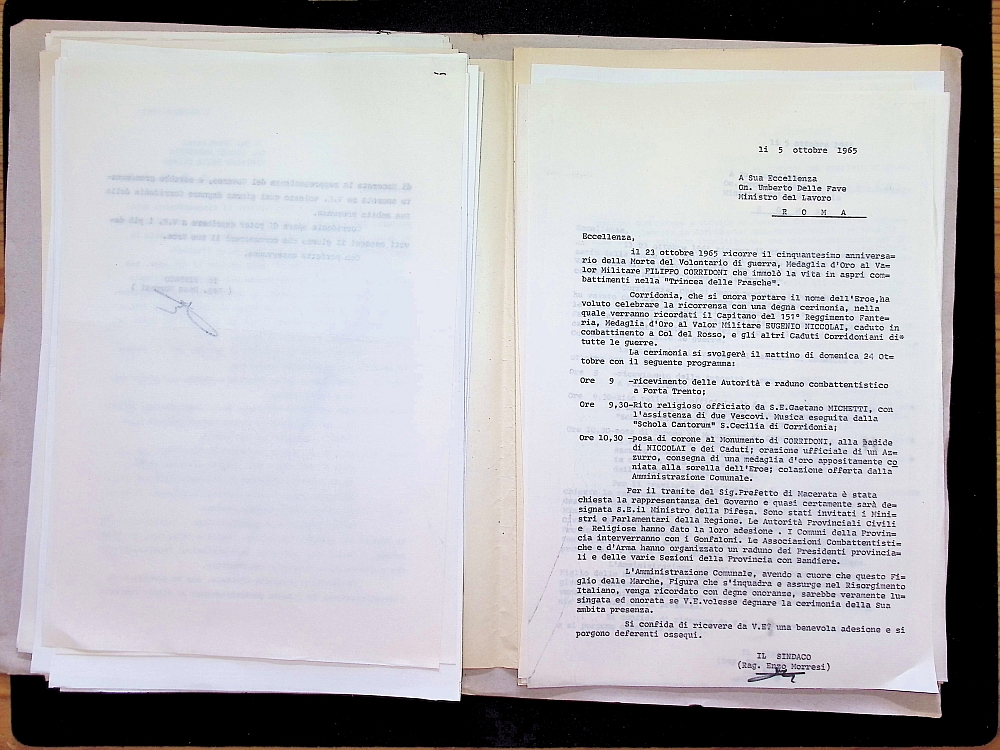 li 5 ottobre 1965
A Sua Eccellenza
On. Umberto Delle Fave
Ministro del Lavoro
R O M A
Eccellenza,
il 23 ottobre 1965 ricorre il cinquantesimo anniversa=
rio della Morte del Volontario di guerra, Medaglia d'Oro al Va=
lor Militare FILIPPO CORRIDONI che immolò la vita in aspri com=
battimenti nella "Trincea delle Frasche".
Corridonia, che si onora portare il nome dell'Eroe,ha
voluto celebrare la ricorrenza con una degna cerimonia, nella
quale verranno ricordati il Capitano del 151° Reggimento Fante=
ria, Medaglia d'Oro al Valor Militare EUGENIO NICCOLAI, caduto in
combattimento a Col del Rosso, e gli altri Caduti Corridoniani di=
tutte le guerre.
La cerimonia si svolgerà il mattino di domenica 24 Ot=
tobre con il seguente programma:
Ore 9 -ricevimento delle Autorità e raduno combattentistico
a Porta Trento;
Ore 9,30-Rito religioso officiato da S.E.Gaetano MICHETTI, con
l'assistenza di due Vescovi. Musica eseguita dalla
"Schola Cantorum" S.Cecilia di Corridonia;
Ore 10,30 -posa di corone al Monumento di CORRIDONI, alla
di NICCOLAI e dei Caduti; orazione ufficiale di un Az=
zurro, consegna di una medaglia d'oro appositamente co
niata alla sorella dell'Eroe; colazione offerta dalla
Amministrazione Comunale.
Per il tramite del Sig.Prefetto di Macerata è stata
chiesta la rappresentanza del Governo e quasi certamente sarà de=
signata S.E.il Ministro della Difesa. Sono stati invitati i Mini=
stri e Parlamentari della Regione. Le Autorità Provinciali Civili
e Religiose hanno dato la loro adesione . I Comuni della Provin=
cia interverranno con i Gonfaloni. Le Associazioni Combattentisti=
che e d'Arma hanno organizzato un raduno dei Presidenti provincia=
li e delle varie Sezioni della Provincia con Bandiere.
L'Amministrazione Comunale, avendo a cuore che questo Fi=
glio delle Marche, Figura che s'inquadra e assurge nel Risorgimento
Italiano, venga ricordato con degne onoranze, sarebbe veramente lu=
singata ed onorata se V.E.volesse degnare la cerimonia della Sua
ambita presenza.
Si confida di ricevere da V.E? una benevola adesione e si
porgono deferenti ossequi.
IL SINDACO
(Rag. Enzo Morresi)